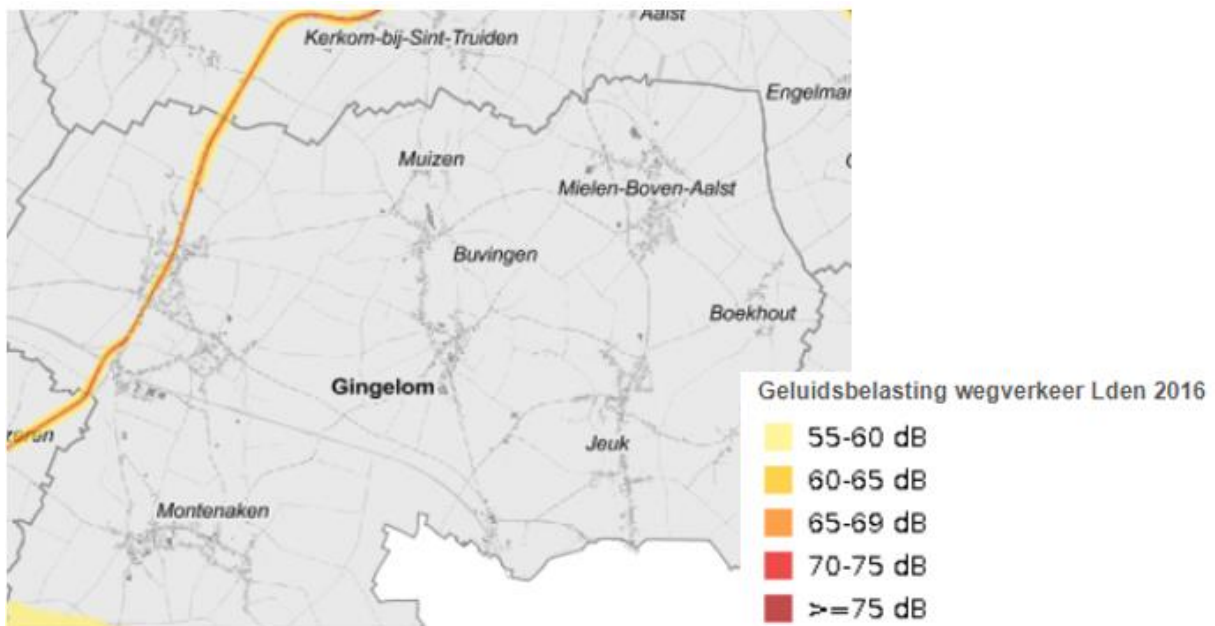 Aalst
Kerkom-bij-Sint-Truiden
Muizen
Mielen-Boven-Aalst
Buvingen
Boekhout
Gingelom
Jeuk
Montenaken
Geluidsbelasting wegverkeer Lden 2016
55-60 dB
60-65 dB
65-69 dB
70-75 dB
>=75 dB